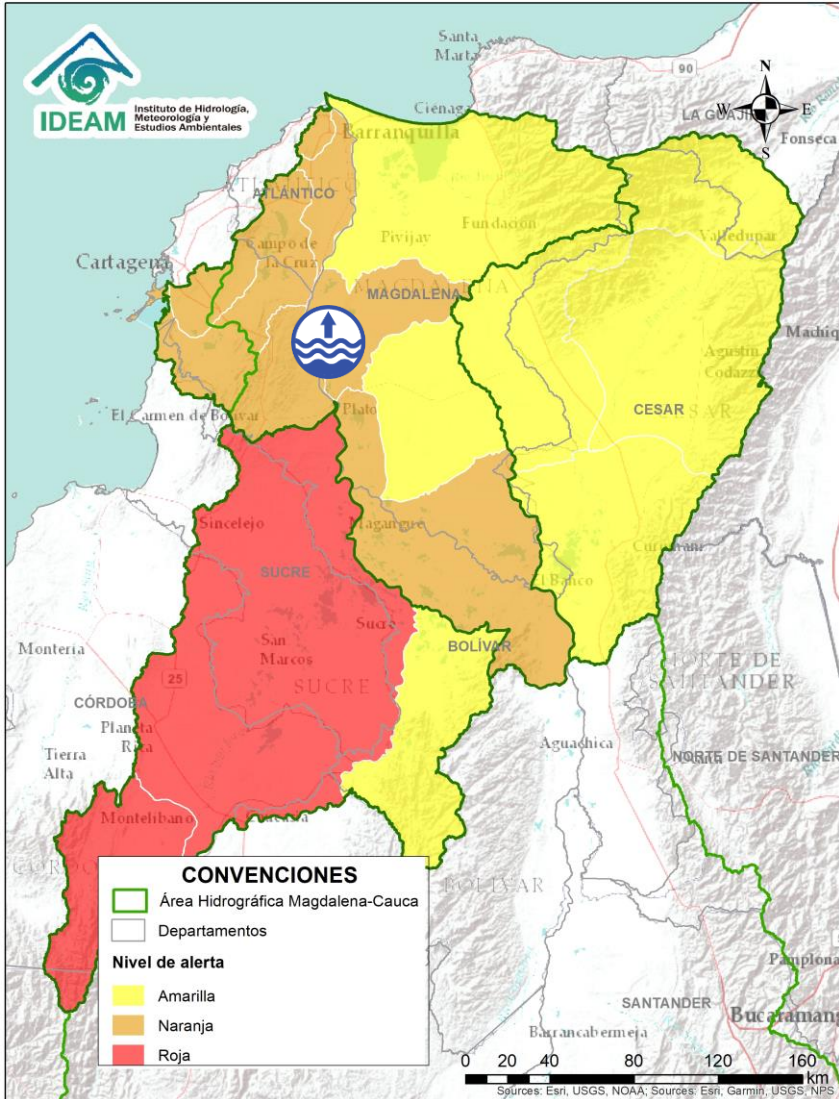 IDEAM
Instituto de Hidrología,
Meteorología y
Estudios Ambientales
Santa
Marta
90
N
W
E
S
Ciénaga
LA GUAJIRA
Fonseca
Barranquilla
ATLÁNTICO
Fundación
Pivijay
Valledupar
Campo de
la Cruz
Cartagena
MAGDALENA
Agustín
Codazzi
El Carmen de Bolívar
Plato
CESAR
Sincelejo
Magangué
SUCRE
El Banco
Sucre
San
Marcos
BOLÍVAR
Montería
SUCRE
25
NORTE DE
SANTANDER
CÓRDOBA
Planeta
Rica
Aguachica
Tierra
Alta
NORTE DE SANTANDER
Montelíbano
BOLÍVAR
CONVENCIONES
Área Hidrográfica Magdalena-Cauca
Departamentos
Nivel de alerta
Amarilla
Naranja
Roja
Pamplona
SANTANDER
Barrancabermeja
0 20 40 80 120 160
km
Sources: Esri, USGS, NOAA; Sources: Esri, Garmin, USGS, NPS